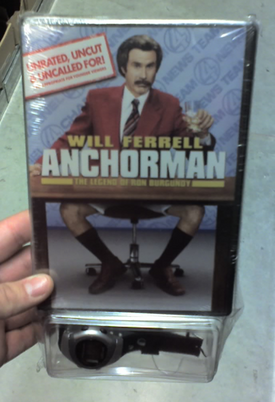 UNRATED, UNCUT
& UNCALLED FOR!
WILL FERRELL
ANCHORMAN
THE LEGEND OF RON BURGUNDY